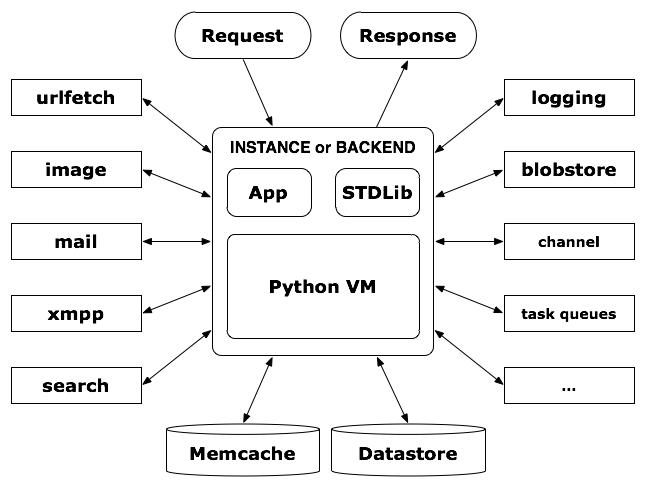 Request
Response
urlfetch
logging
INSTANCE or BACKEND
image
blobstore
App
STDLib
mail
channel
Python VM
xmpp
task queues
search
...
Memcache
Datastore